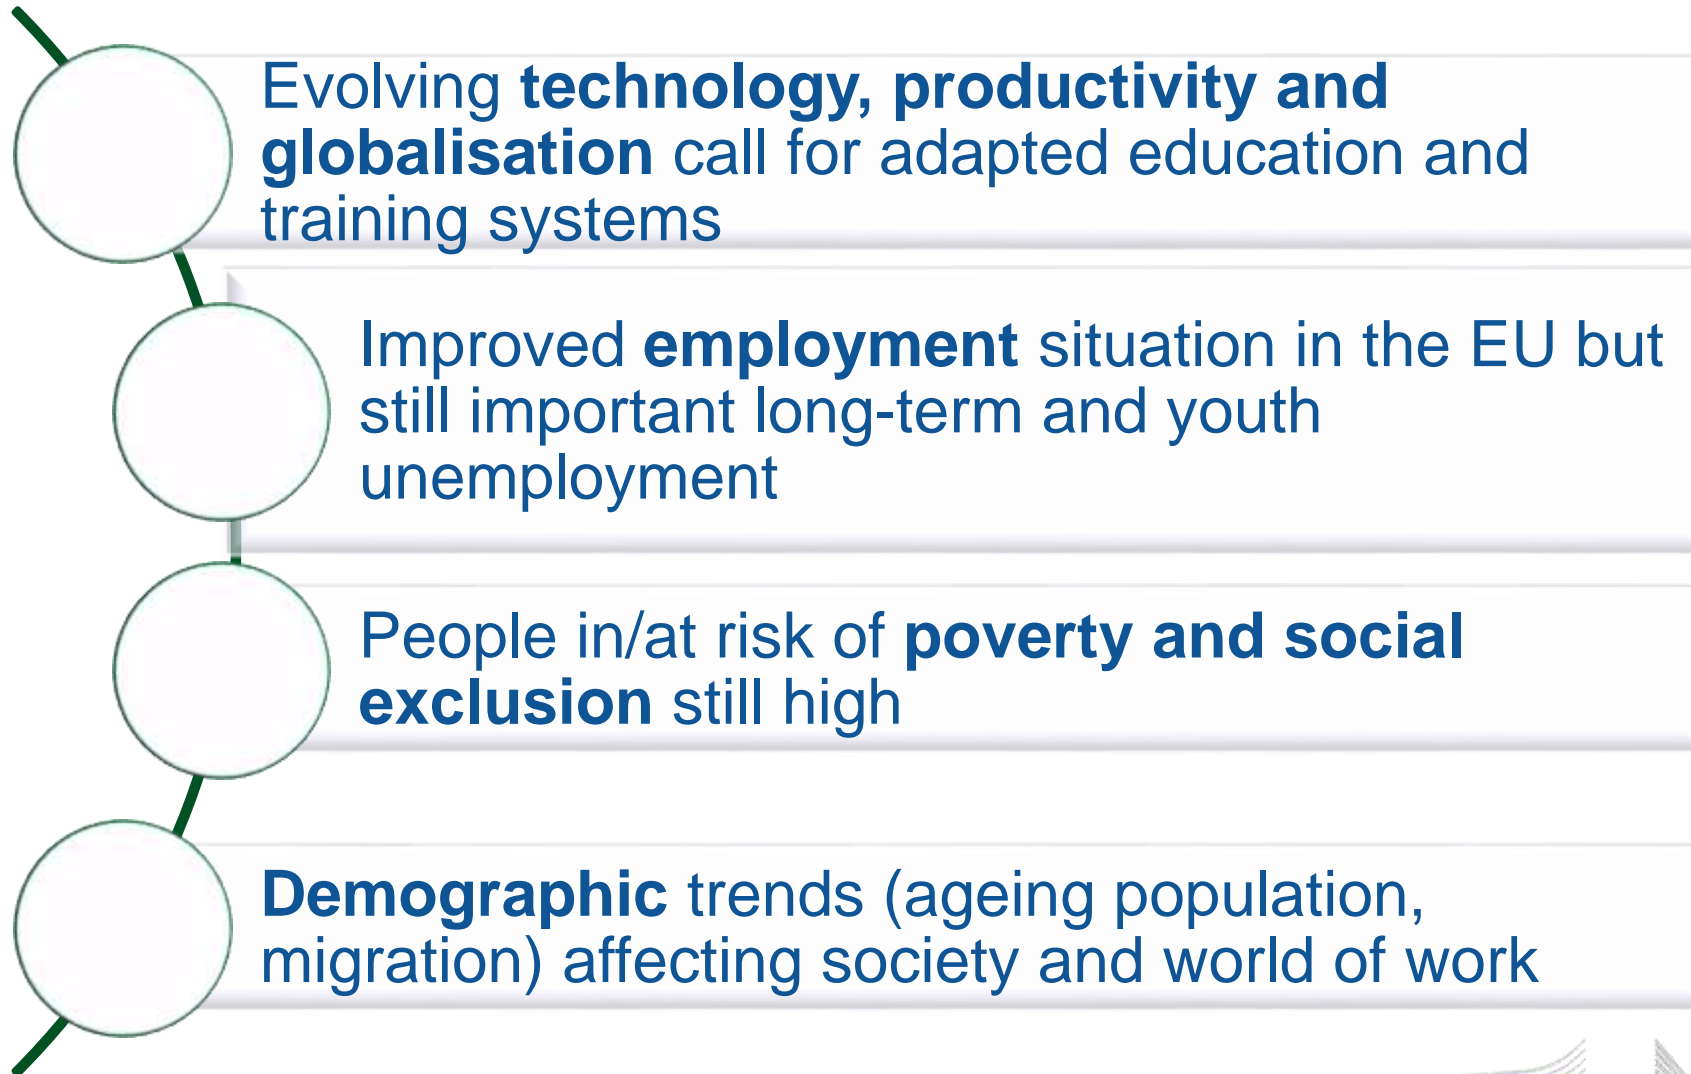 Evolving technology, productivity and
globalisation call for adapted education and
training systems
Improved employment situation in the EU but
still important long-term and youth
unemployment
People in/at risk of poverty and social
exclusion still high
Demographic trends (ageing population,
migration) affecting society and world of work